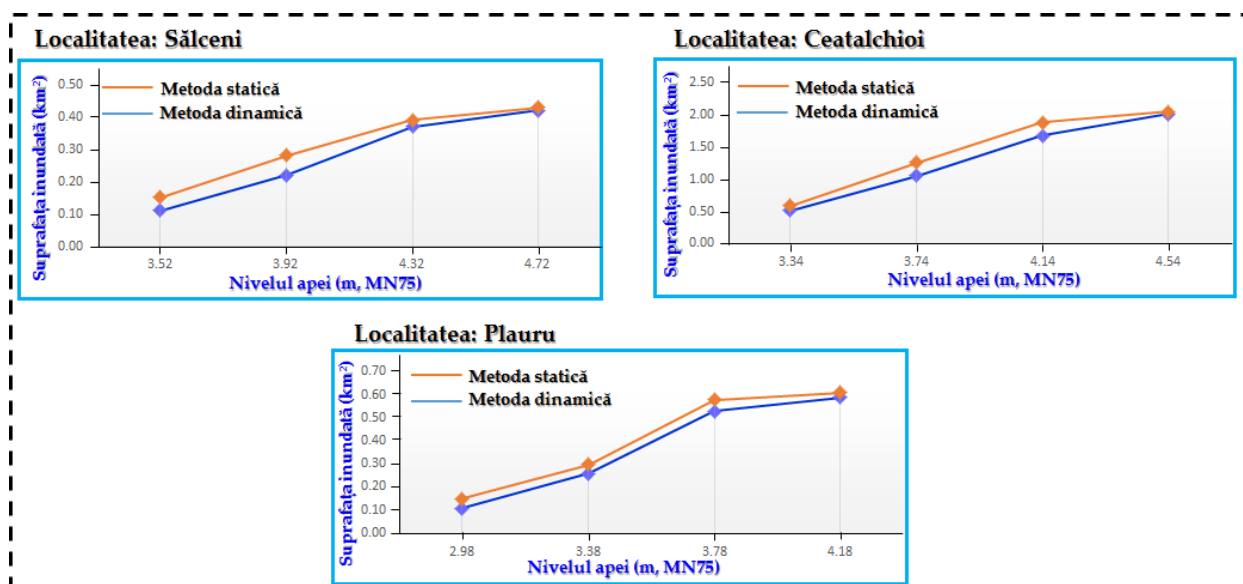 Localitatea: Sălceni
Suprafața inundată (km²)
0.50
0.40
0.30
0.20
0.10
0.00
Metoda statică
Metoda dinamică
3.52 3.92 4.32 4.72
Nivelul apei (m, MN75)
Localitatea: Ceatalchioi
Suprafața inundată (km²)
2.50
2.00
1.50
1.00
0.50
0.00
Metoda statică
Metoda dinamică
3.34 3.74 4.14 4.54
Nivelul apei (m, MN75)
Localitatea: Plauru
Suprafața inundată (km²)
0.70
0.60
0.50
0.40
0.30
0.20
0.10
0.00
Metoda statică
Metoda dinamică
2.98 3.38 3.78 4.18
Nivelul apei (m, MN75)